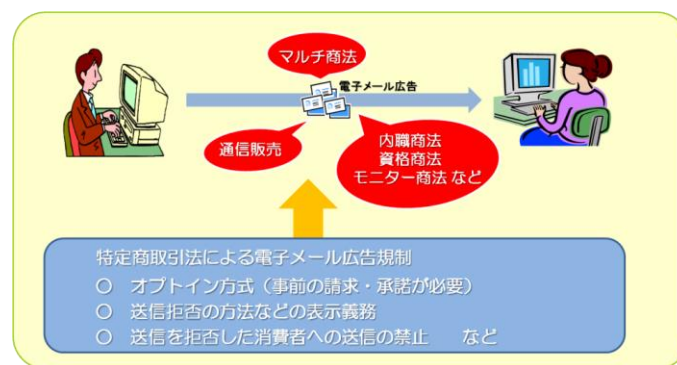 マルチ商法
電子メール広告
通信販売
内職商法
資格商法
モニター商法 など
特定商取引法による電子メール広告規制
○ オプトイン方式（事前の請求・承諾が必要）
○ 送信拒否の方法などの表示義務
○ 送信を拒否した消費者への送信の禁止 など